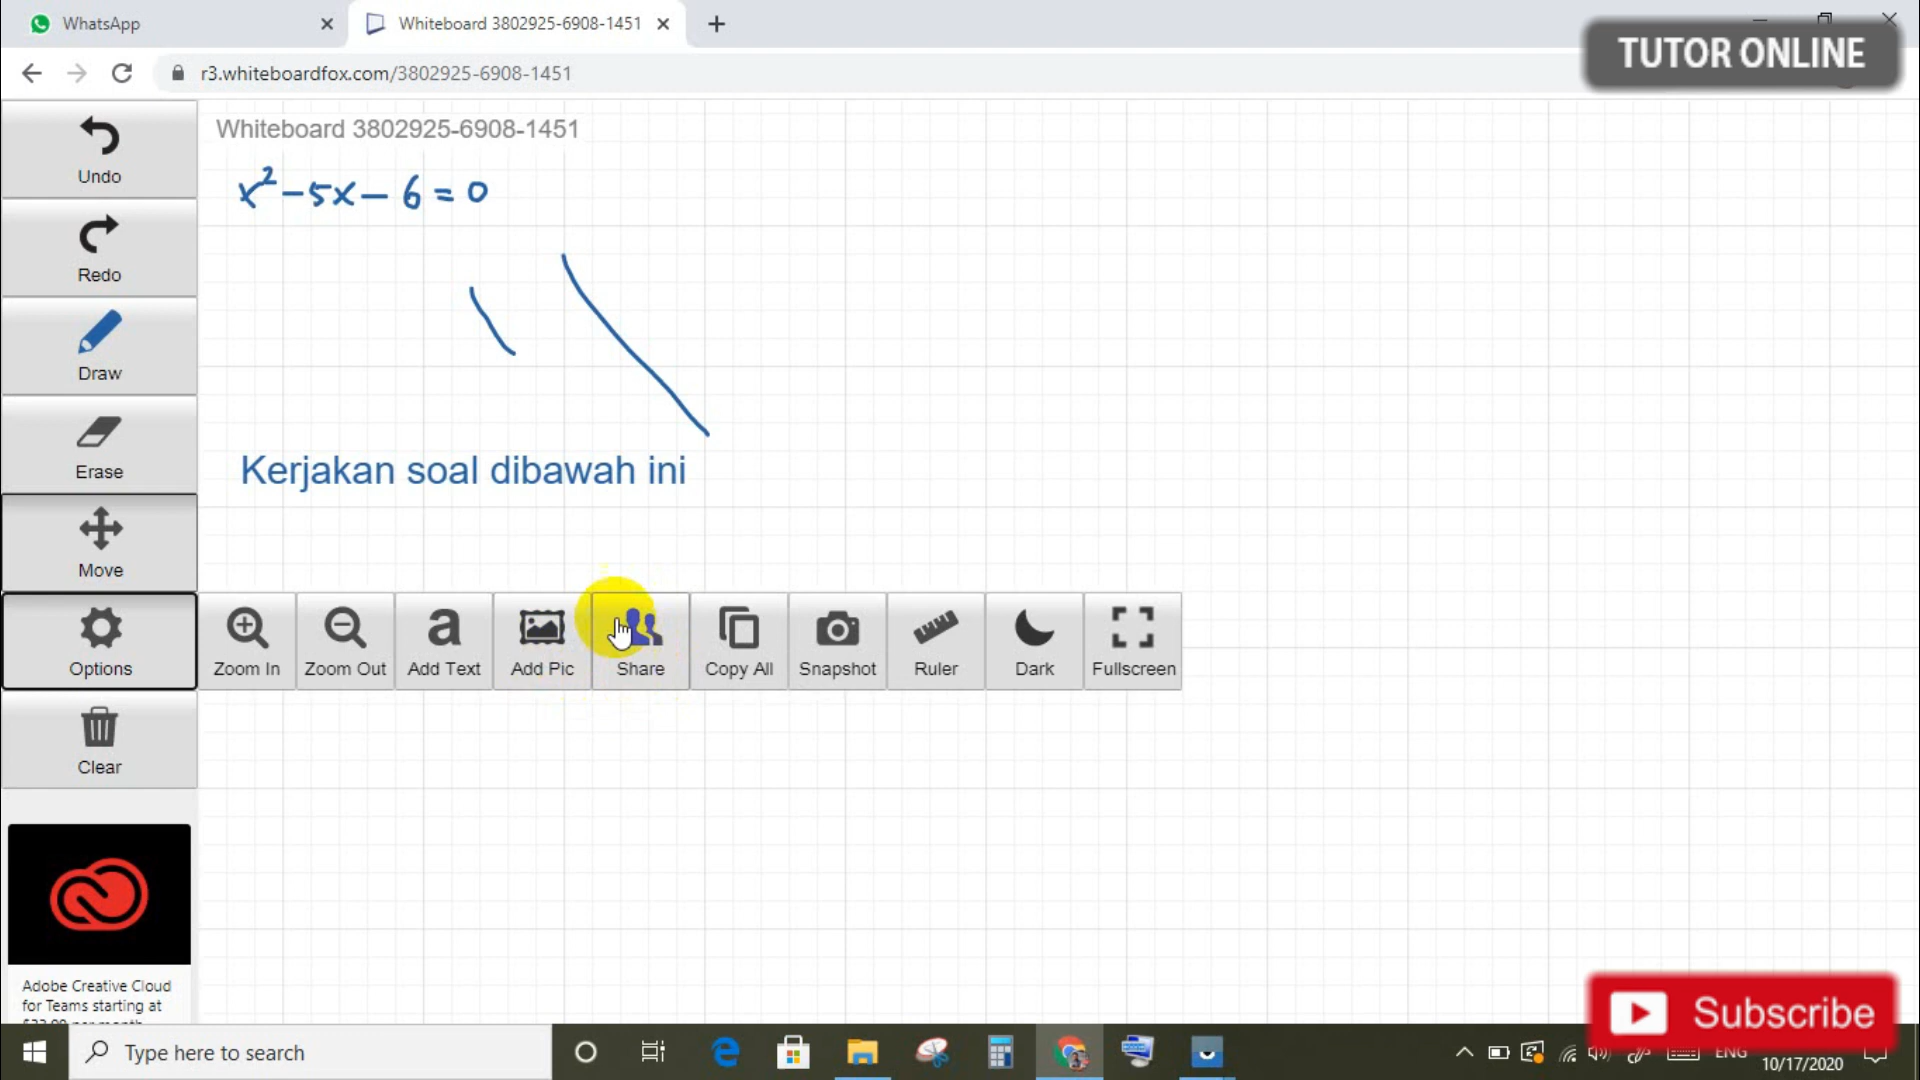 WhatsApp
Whiteboard 3802925-6908-1451
r3.whiteboardfox.com/3802925-6908-1451
TUTOR ONLINE
Whiteboard 3802925-6908-1451
x² - 5x - 6 = 0
Undo
Redo
Draw
Erase
Kerjakan soal dibawah ini
Move
Options
Zoom In
Zoom Out
Add Text
Add Pic
Share
Copy All
Snapshot
Ruler
Dark
Fullscreen
Clear
Adobe Creative Cloud
for Teams starting at
Subscribe
Type here to search
ENG
10/17/2020